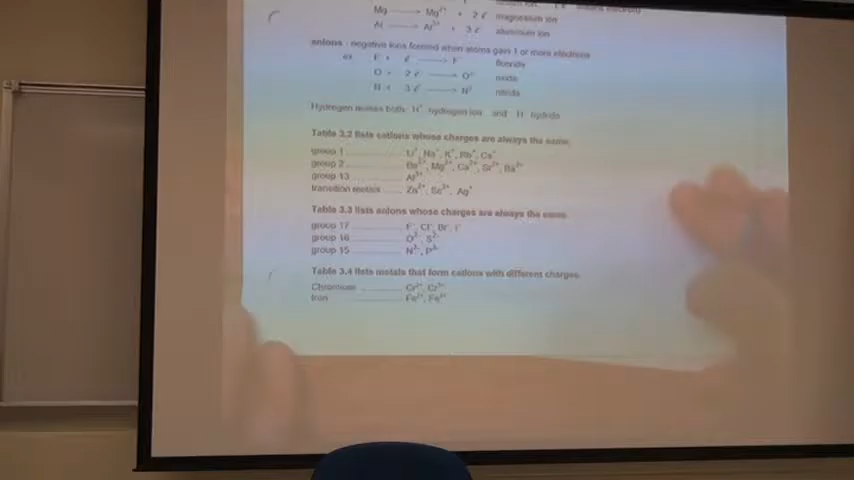 Mg ——> Mg²⁺ + 2 e⁻ magnesium ion
Al ——> Al³⁺ + 3 e⁻ aluminum ion
anions - negative ions formed when atoms gain 1 or more electrons
ex F + e⁻ ——> F⁻ fluoride
O + 2 e⁻ ——> O²⁻ oxide
N + 3 e⁻ ——> N³⁻ nitride
Hydrogen makes both H⁺ hydrogen ion and H⁻ hydride
Table 3.2 lists cations whose charges are always the same.
group 1 .......... Li⁺, Na⁺, K⁺, Rb⁺, Cs⁺
group 2 .......... Be²⁺, Mg²⁺, Ca²⁺, Sr²⁺, Ba²⁺
group 13 .......... Al³⁺
transition metals ...... Zn²⁺, Sc³⁺, Ag⁺
Table 3.3 lists anions whose charges are always the same.
group 17 .......... F⁻, Cl⁻, Br⁻, I⁻
group 16 .......... O²⁻, S²⁻
group 15 .......... N³⁻, P³⁻
Table 3.4 lists metals that form cations with different charges.
Chromium .......... Cr²⁺, Cr³⁺
Iron .......... Fe²⁺, Fe³⁺